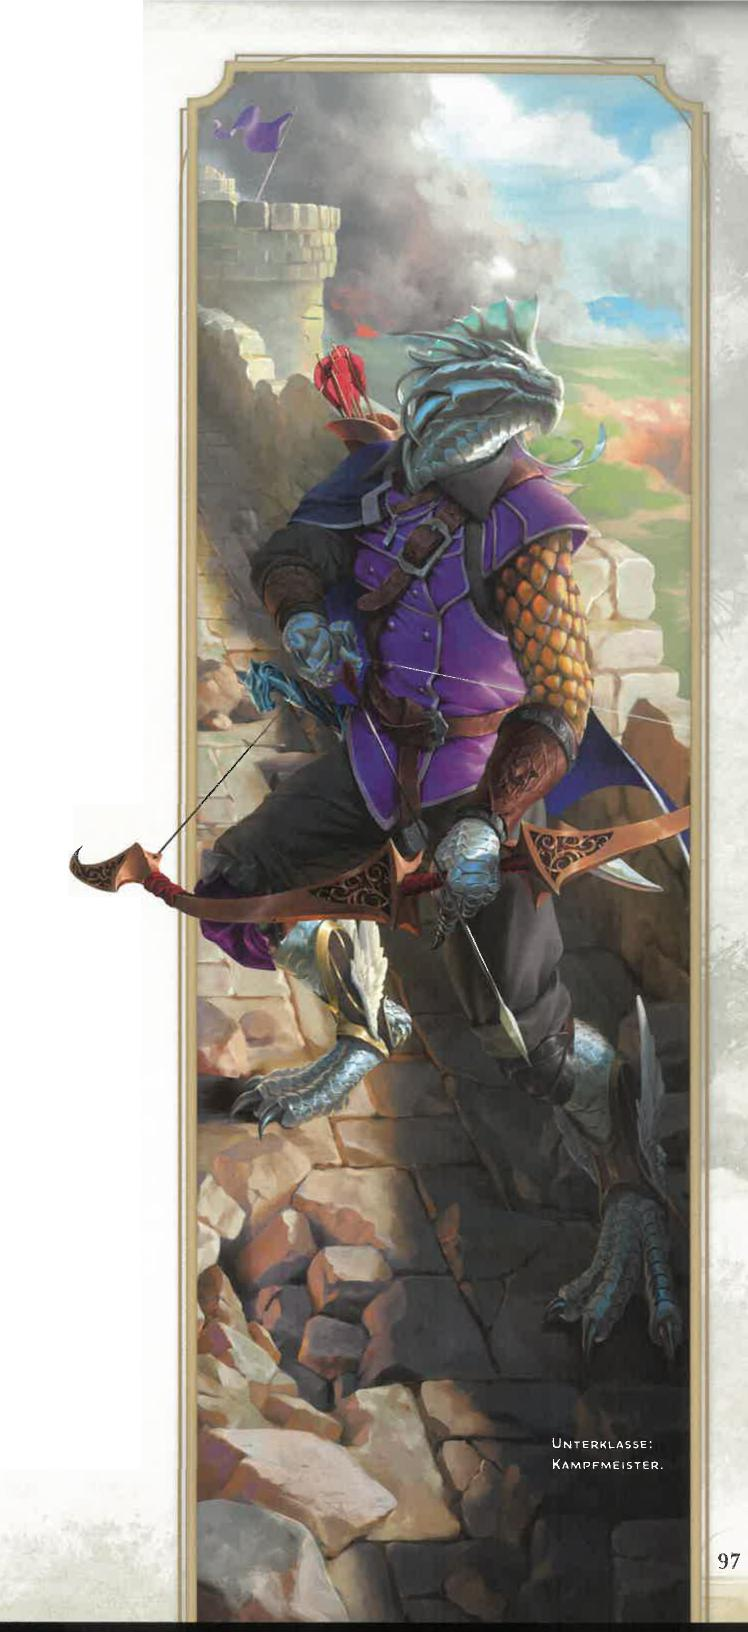 UNTERKLASSE:
KAMPFMEISTER.
97